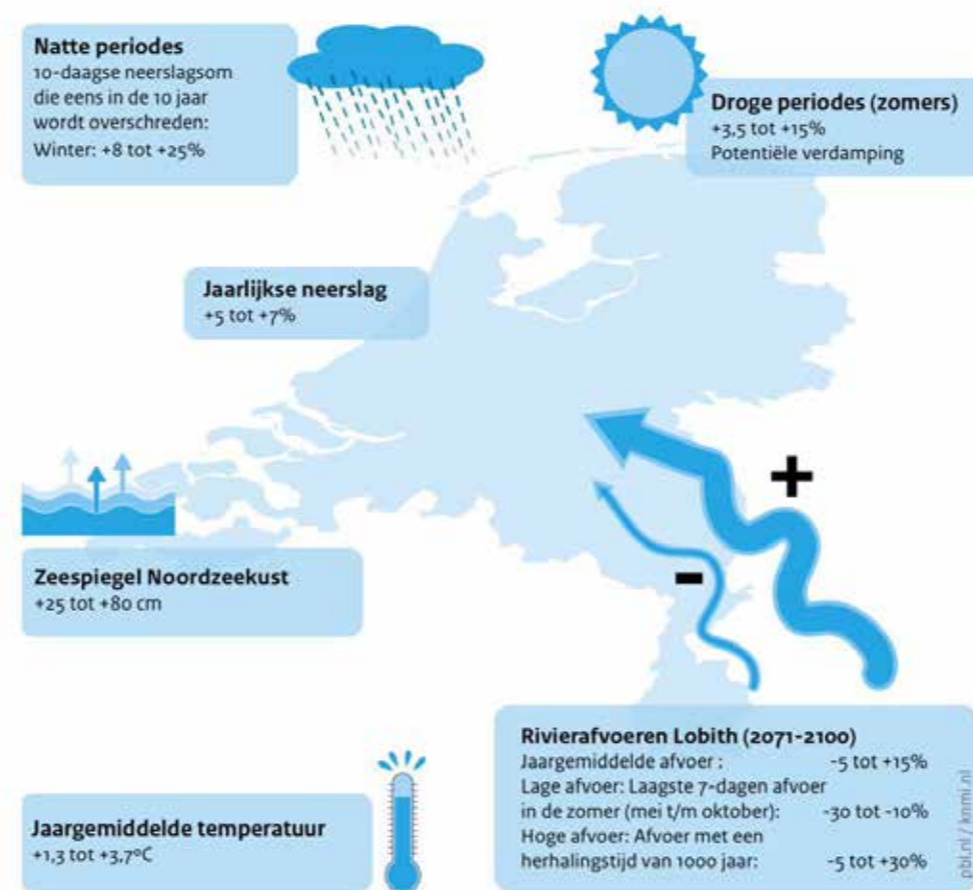 Natte periodes
10-daagse neerslagsom
die eens in de 10 jaar
wordt overschreden:
Winter: +8 tot +25%
Droge periodes (zomers)
+3,5 tot +15%
Potentiële verdamping
Jaarlijkse neerslag
+5 tot +7%
+
-
Zeespiegel Noordzeekust
+25 tot +80 cm
Jaargemiddelde temperatuur
+1,3 tot +3,7°C
Rivierafvoeren Lobith (2071-2100)
Jaargemiddelde afvoer : -5 tot +15%
Lage afvoer: Laagste 7-dagen afvoer
in de zomer (mei t/m oktober): -30 tot -10%
Hoge afvoer: Afvoer met een
herhalingstijd van 1000 jaar: -5 tot +30%
pbl.nl / knmi.nl